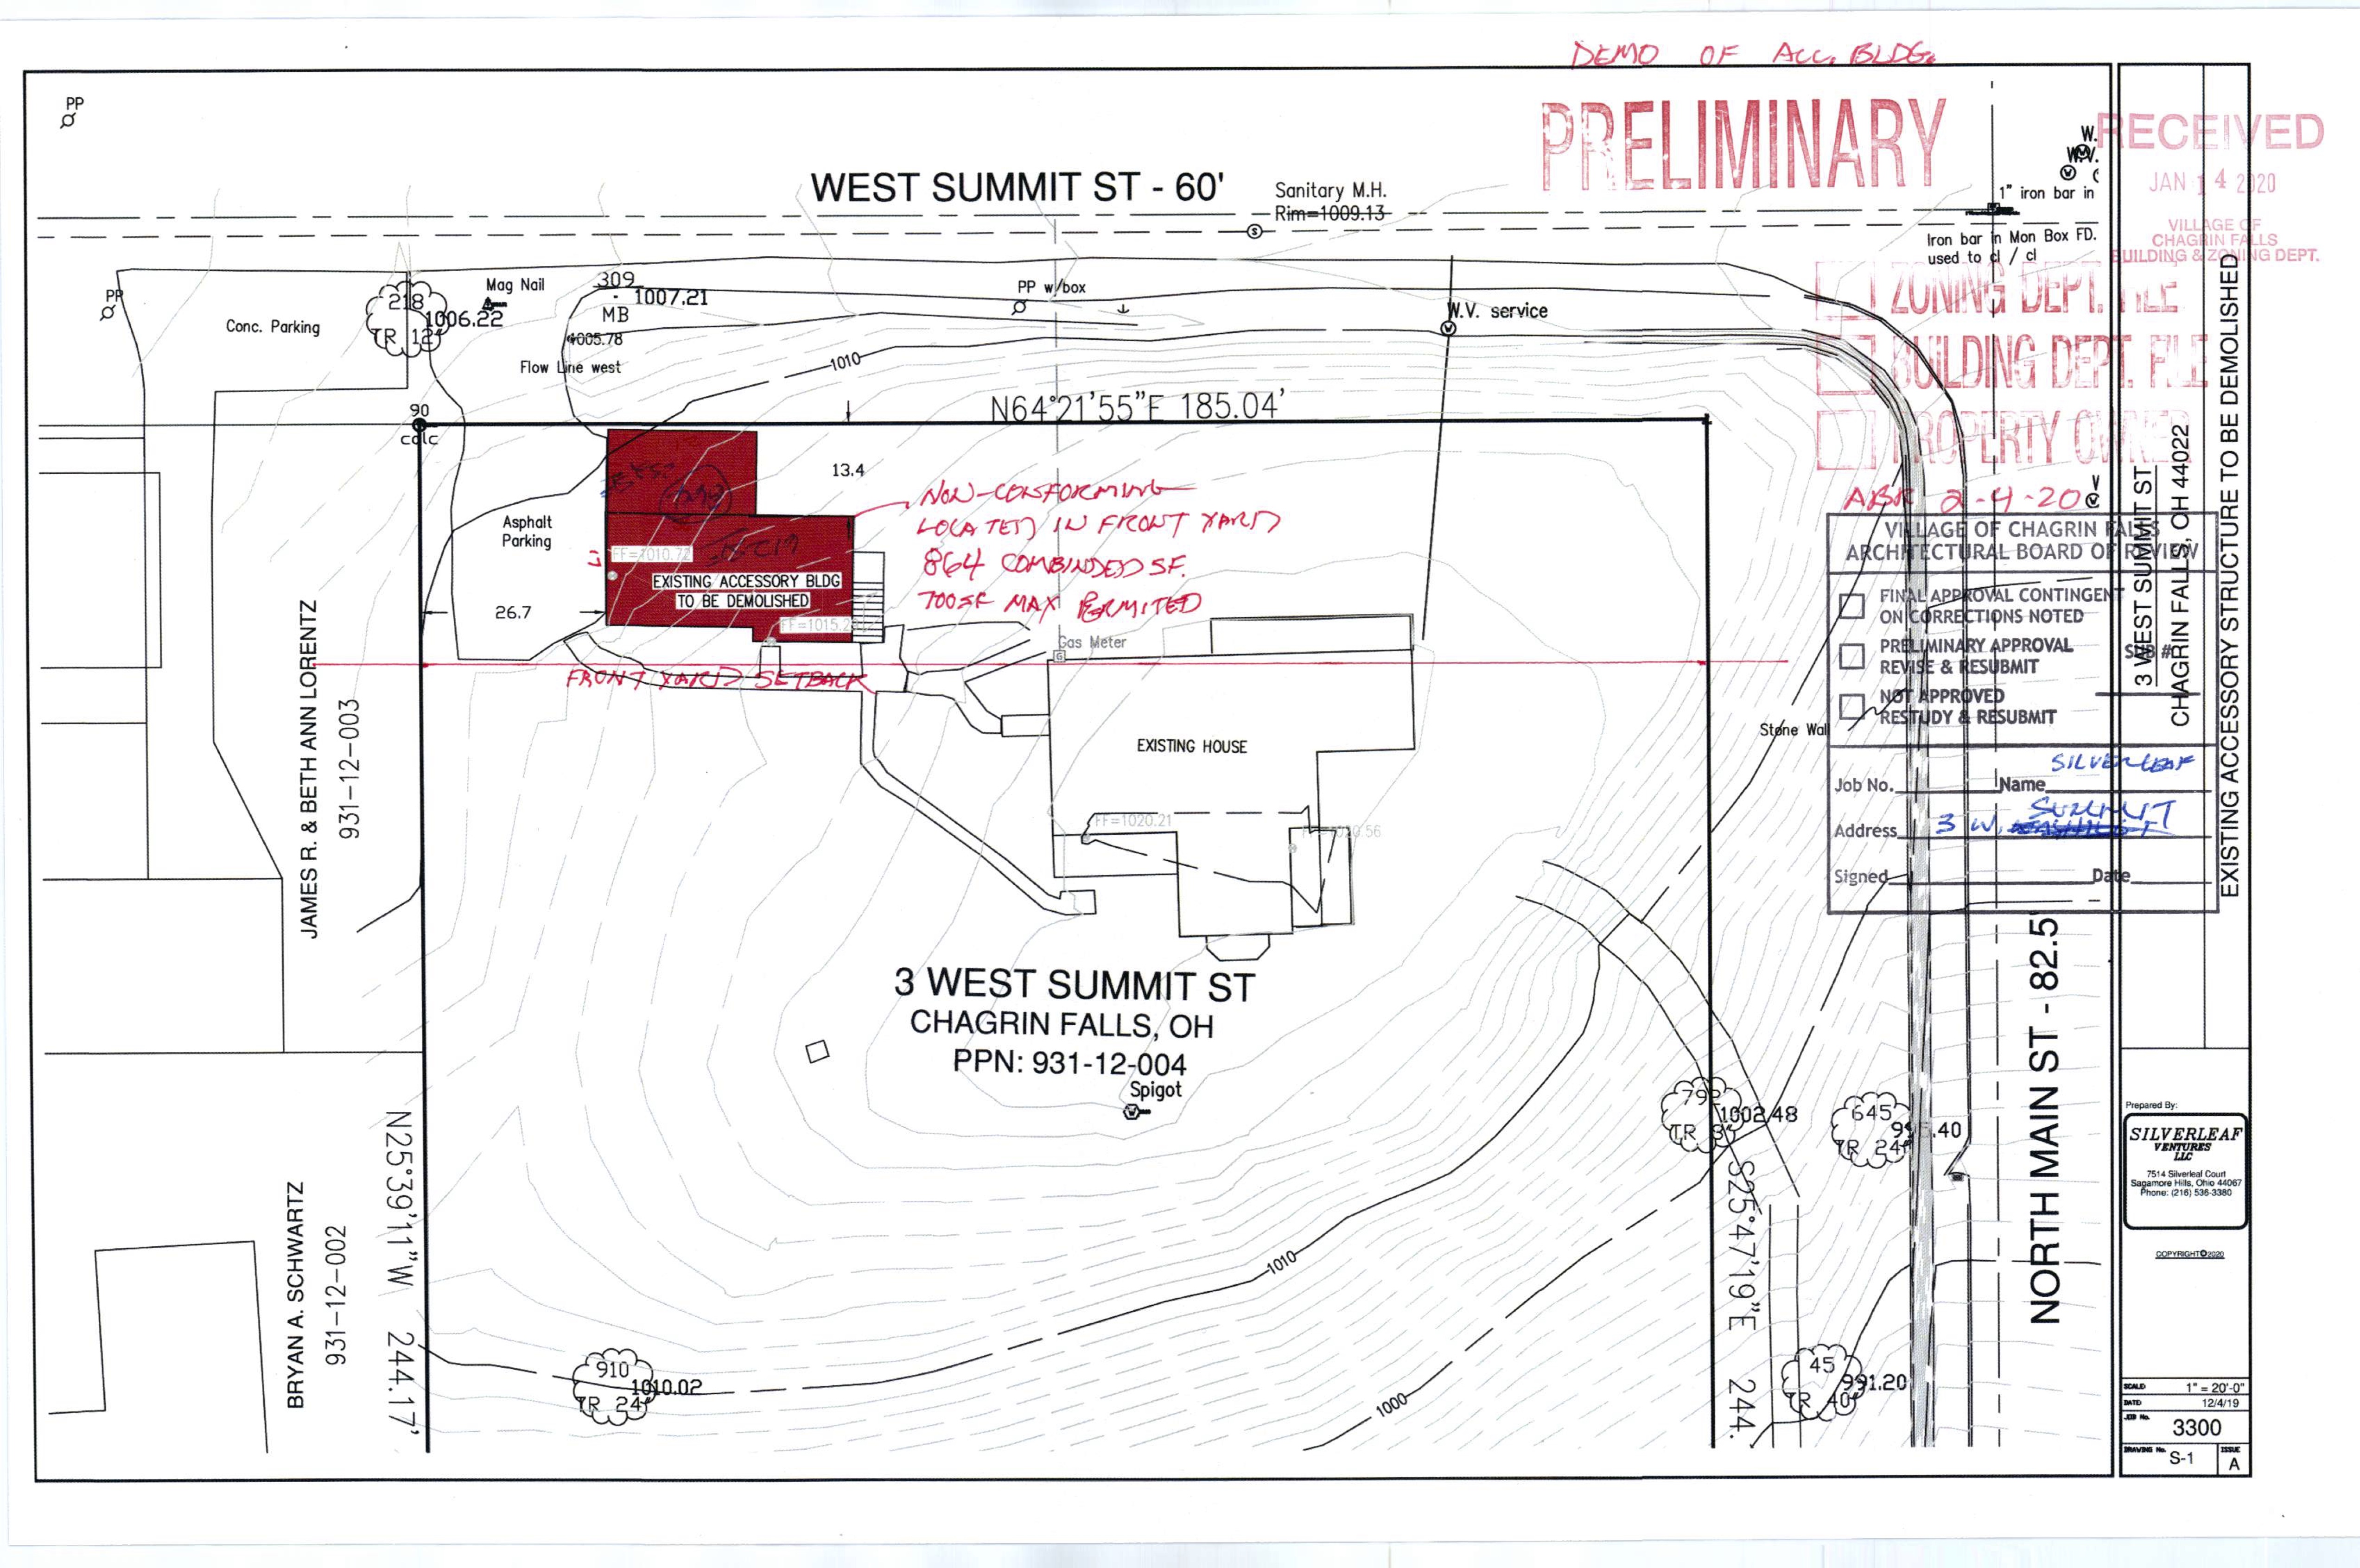 DEMO OF ACC. BLDG.
PRELIMINARY
RECEIVED
JAN 14 2020
VILLAGE OF
CHAGRIN FALLS
BUILDING & ZONING DEPT.
PP
WEST SUMMIT ST - 60'
Sanitary M.H.
Rim=1009.13
W.
1" iron bar in
Iron bar in Mon Box FD.
used to cl / cl
ZONING DEPT. FILE
BUILDING DEPT. FILE
PROPERTY OWNER
ABR 2-4-20
PP
Conc. Parking
218
TR 12"
1006.22
Mag Nail
309
1007.21
MB
1005.78
Flow Line west
PP w/box
W.V. service
1010
90
calc
N64°21'55"E 185.04'
13.4
Asphalt
Parking
17
26.7
FF=1010.77
EXISTING ACCESSORY BLDG
TO BE DEMOLISHED
NON-CONFORMING
LOCATED IN FRONT YARD
864 COMBINDED SF.
700SF MAX PERMITED
Gas Meter
G
FRONT YARD SETBACK
EXISTING HOUSE
FF=1020.21
Stone Wall
3 WEST SUMMIT ST
CHAGRIN FALLS, OH
PPN: 931-12-004
Spigot
JAMES R. & BETH ANN LORENTZ
931-12-003
BRYAN A. SCHWARTZ
931-12-002
N25°39'11"W 244.17'
S25°47'19"E 244.
792
1002.48
645
TR 24"
910
1010.02
TR 24"
45
991.20
TR 40"
1010
1000
NORTH MAIN ST - 82.5'
VILLAGE OF CHAGRIN FALLS
ARCHITECTURAL BOARD OF REVIEW
FINAL APPROVAL CONTINGENT
ON CORRECTIONS NOTED
PRELIMINARY APPROVAL
REVISE & RESUBMIT
NOT APPROVED
RESTUDY & RESUBMIT
Job No. Name SILVERLEAF
Address 3 W. SUMMIT
Signed Date
3 WEST SUMMIT ST
CHAGRIN FALLS, OH 44022
EXISTING ACCESSORY STRUCTURE TO BE DEMOLISHED
Prepared By:
SILVERLEAF
VENTURES
LLC
7514 Silverleaf Court
Sagamore Hills, Ohio 44067
Phone: (216) 536-3380
COPYRIGHT©2020
SCALE: 1" = 20'-0"
DATE: 12/4/19
JOB No.
3300
DRAWING No. ISSUE
S-1 A